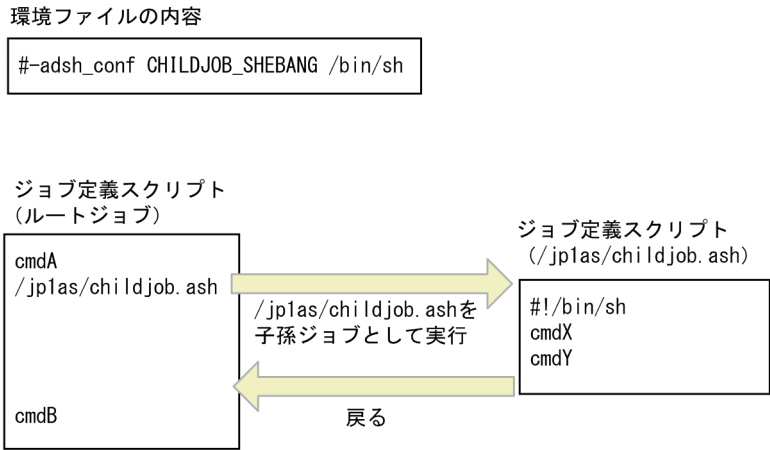 環境ファイルの内容
#-adsh_conf CHILDJOB_SHEBANG /bin/sh
ジョブ定義スクリプト
(ルートジョブ)
cmdA
/jp1as/childjob.ash
cmdB
/jp1as/childjob.ashを
子孫ジョブとして実行
戻る
ジョブ定義スクリプト
(/jp1as/childjob.ash)
#!/bin/sh
cmdX
cmdY